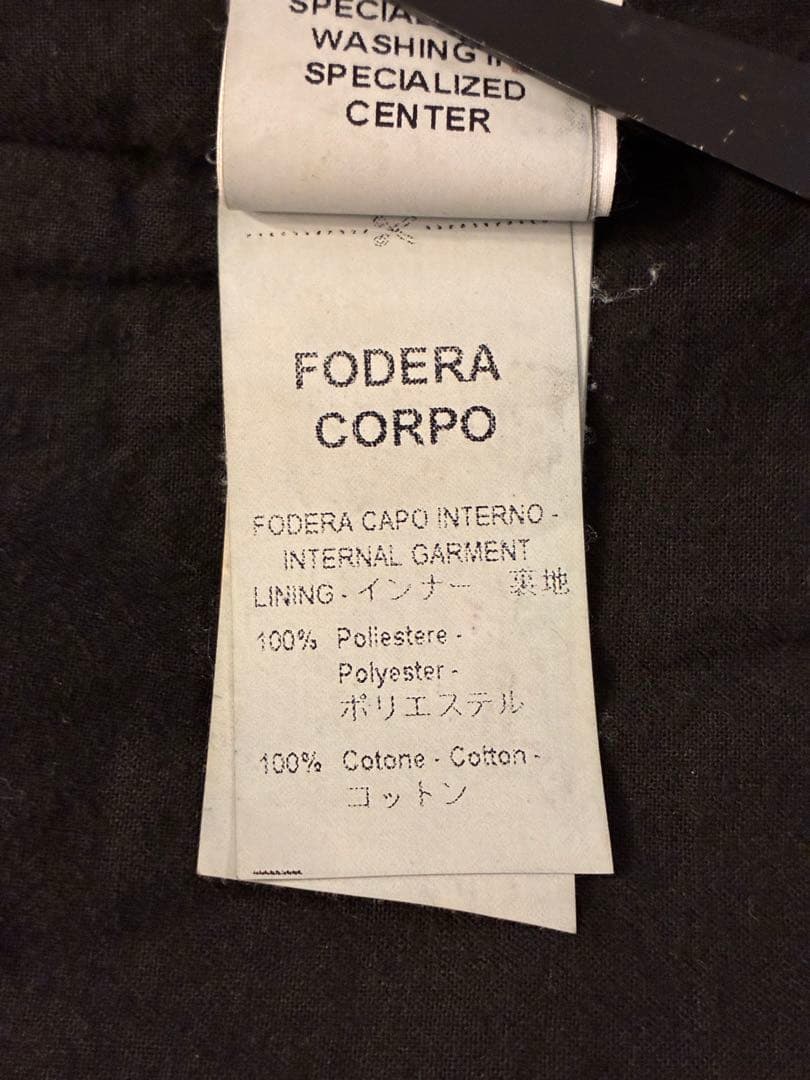 WASHING
SPECIALIZED
CENTER
FODERA
CORPO
FODERA CAPO INTERNO -
INTERNAL GARMENT
LINING - インナー 裏地
100% Poliestere -
Polyester -
ポリエステル
100% Cotone - Cotton -
コットン